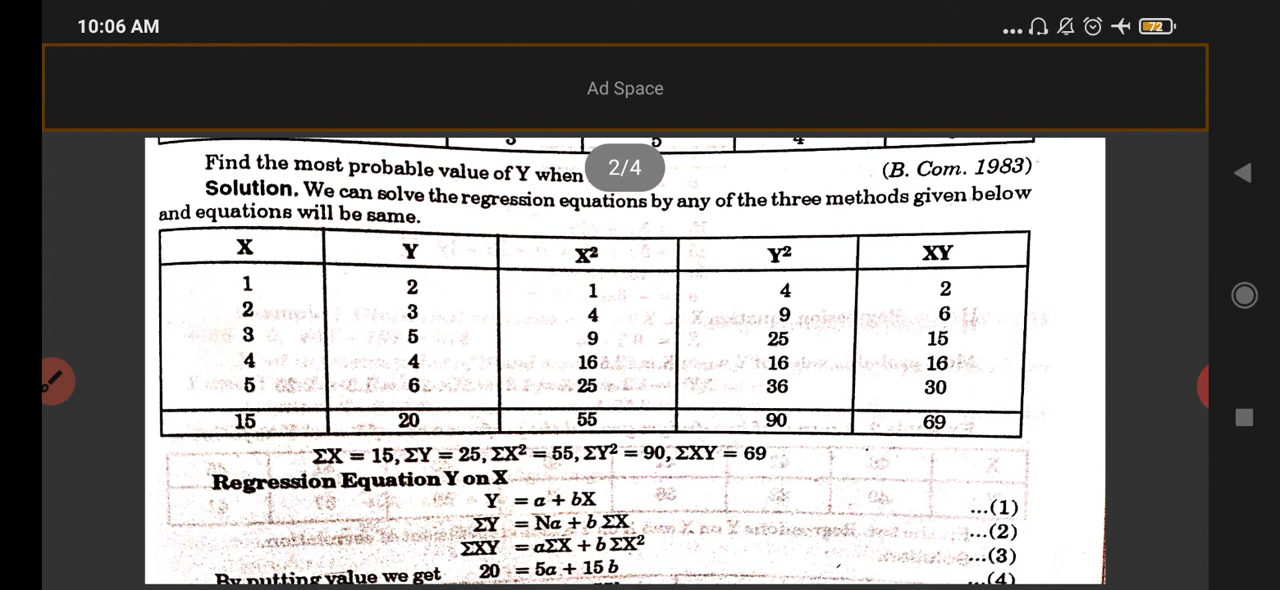 10:06 AM
72
Ad Space
3 5 4
Find the most probable value of Y when
2/4
(B. Com. 1983)
Solution. We can solve the regression equations by any of the three methods given below
and equations will be same.
X Y X² Y² XY
1 2 1 4 2
2 3 4 9 6
3 5 9 25 15
4 4 16 16 16
5 6 25 36 30
15 20 55 90 69
ΣX = 15, ΣY = 25, ΣX² = 55, ΣY² = 90, ΣXY = 69
Regression Equation Y on X
Y = a + bX ...(1)
ΣY = Na + b ΣX ...(2)
ΣXY = aΣX + b ΣX² ...(3)
By putting value we get 20 = 5a + 15 b ...(4)